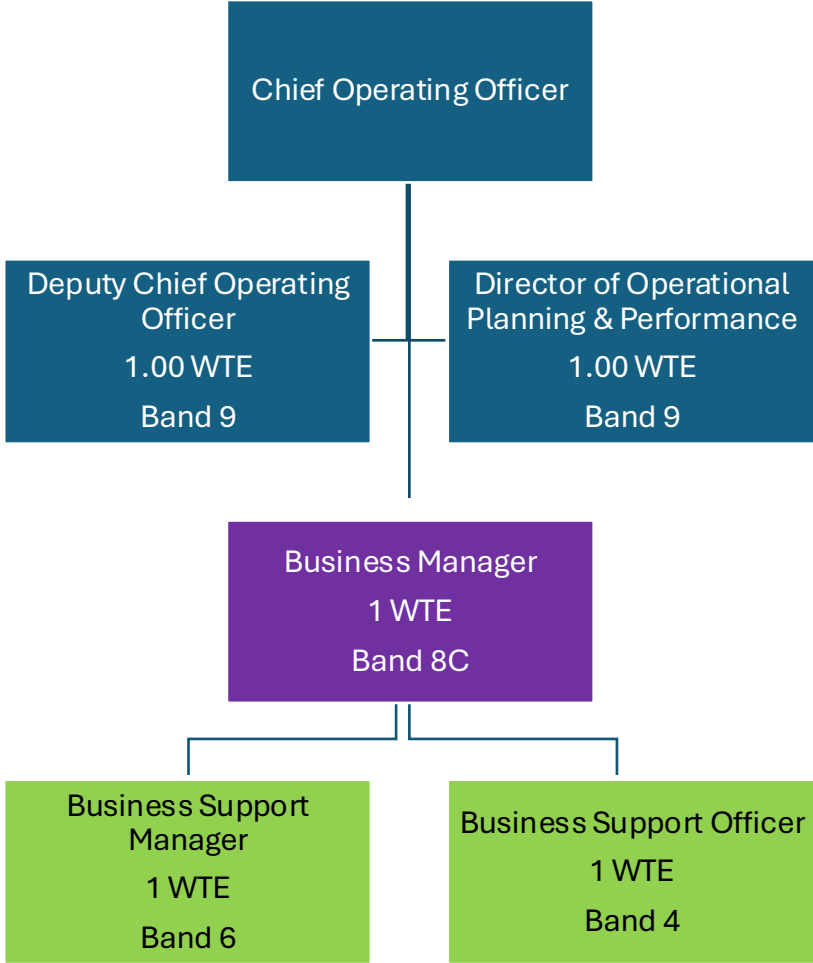 Chief Operating Officer
Deputy Chief Operating
Officer
1.00 WTE
Band 9
Director of Operational
Planning & Performance
1.00 WTE
Band 9
Business Manager
1 WTE
Band 8C
Business Support
Manager
1 WTE
Band 6
Business Support Officer
1 WTE
Band 4